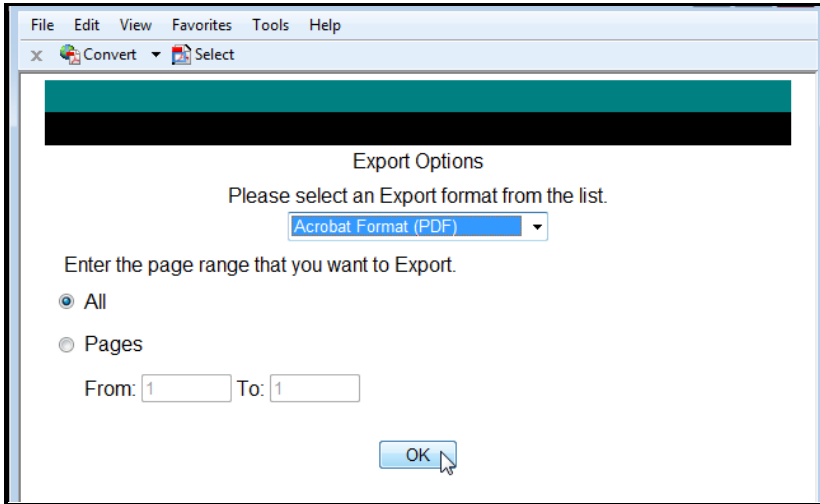 File Edit View Favorites Tools Help
x Convert Select
Export Options
Please select an Export format from the list.
Acrobat Format (PDF)
Enter the page range that you want to Export.
All
Pages
From: 1 To: 1
OK